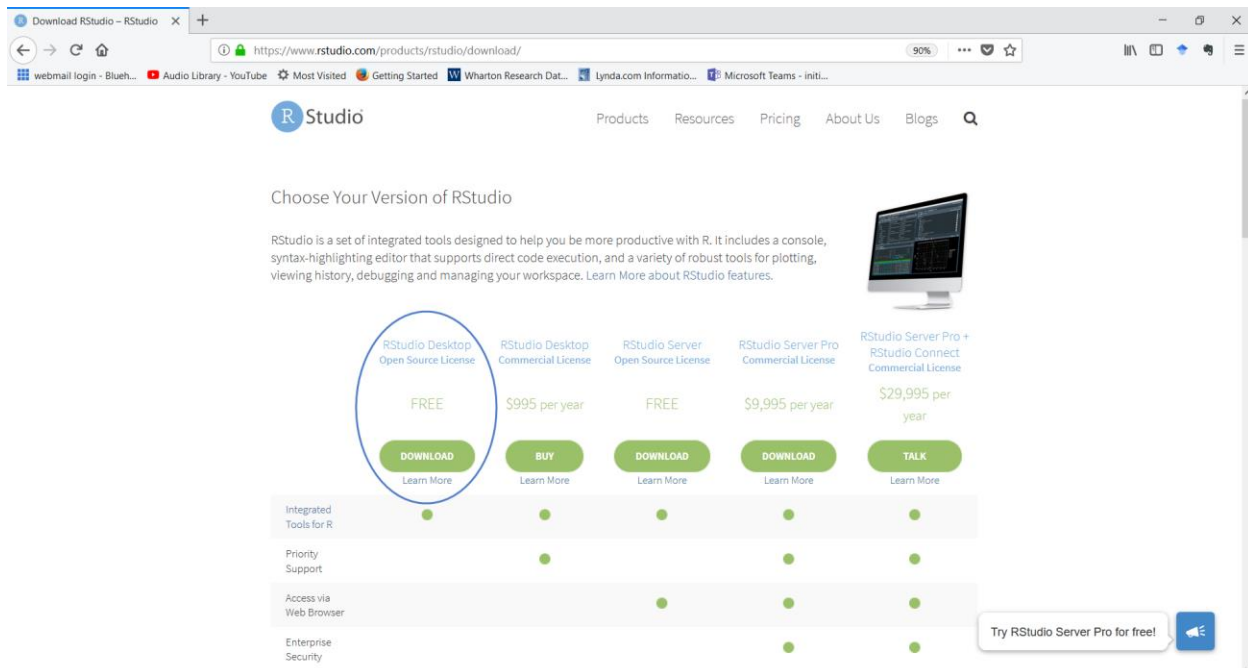 Download RStudio – RStudio
https://www.rstudio.com/products/rstudio/download/
90%
webmail login - Blueh... Audio Library - YouTube Most Visited Getting Started Wharton Research Dat... Lynda.com Informatio... Microsoft Teams - initi...
R Studio
Products Resources Pricing About Us Blogs
Choose Your Version of RStudio
RStudio is a set of integrated tools designed to help you be more productive with R. It includes a console,
syntax-highlighting editor that supports direct code execution, and a variety of robust tools for plotting,
viewing history, debugging and managing your workspace. Learn More about RStudio features.
RStudio Desktop
Open Source License
FREE
DOWNLOAD
Learn More
RStudio Desktop
Commercial License
$995 per year
BUY
Learn More
RStudio Server
Open Source License
FREE
DOWNLOAD
Learn More
RStudio Server Pro
Commercial License
$9,995 per year
DOWNLOAD
Learn More
RStudio Server Pro +
RStudio Connect
Commercial License
$29,995 per
year
TALK
Learn More
Integrated
Tools for R
Priority
Support
Access via
Web Browser
Enterprise
Security
Try RStudio Server Pro for free!